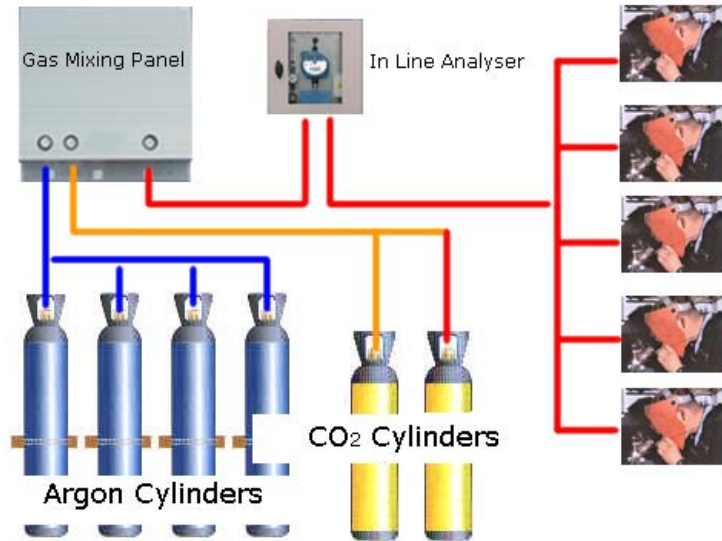 Gas Mixing Panel
In Line Analyser
CO₂ Cylinders
Argon Cylinders